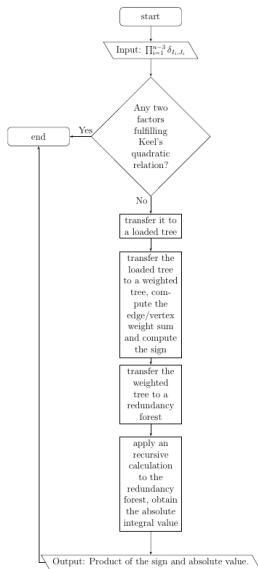 start
Input: ∏_{i=1}^{n−3} δ_{I_i,J_i}
Any two
factors
fulfilling
Keel's
quadratic
relation?
Yes
end
No
transfer it to
a loaded tree
transfer the
loaded tree
to a weighted
tree, com-
pute the
edge/vertex
weight sum
and compute
the sign
transfer the
weighted
tree to a
redundancy
forest
apply an
recursive
calculation
to the
redundancy
forest, obtain
the absolute
integral value
Output: Product of the sign and absolute value.